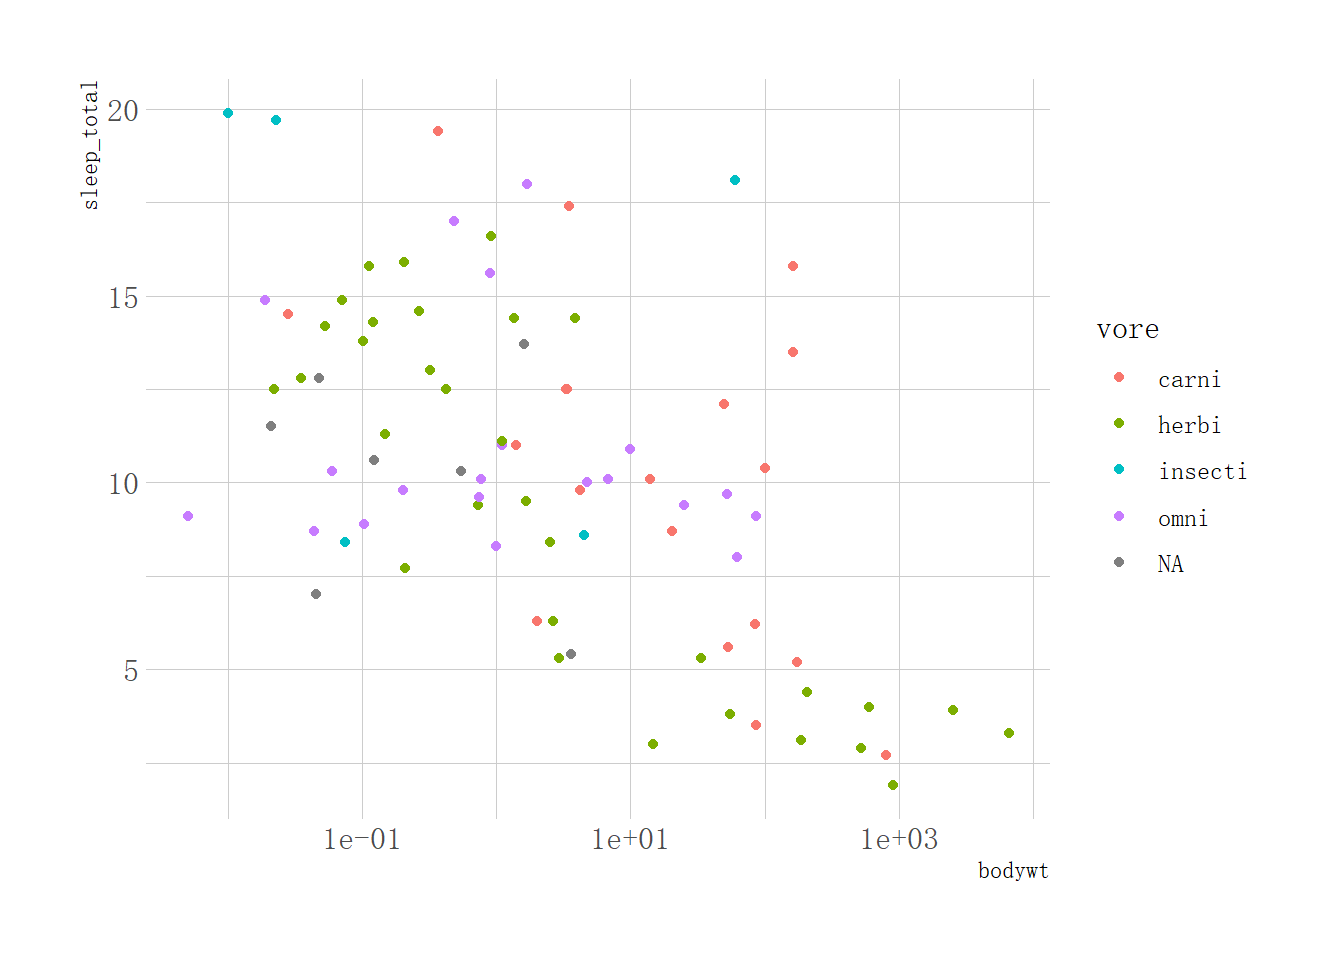 sleep_total
20
15
10
5
1e-01
1e+01
1e+03
bodywt
vore
carni
herbi
insecti
omni
NA